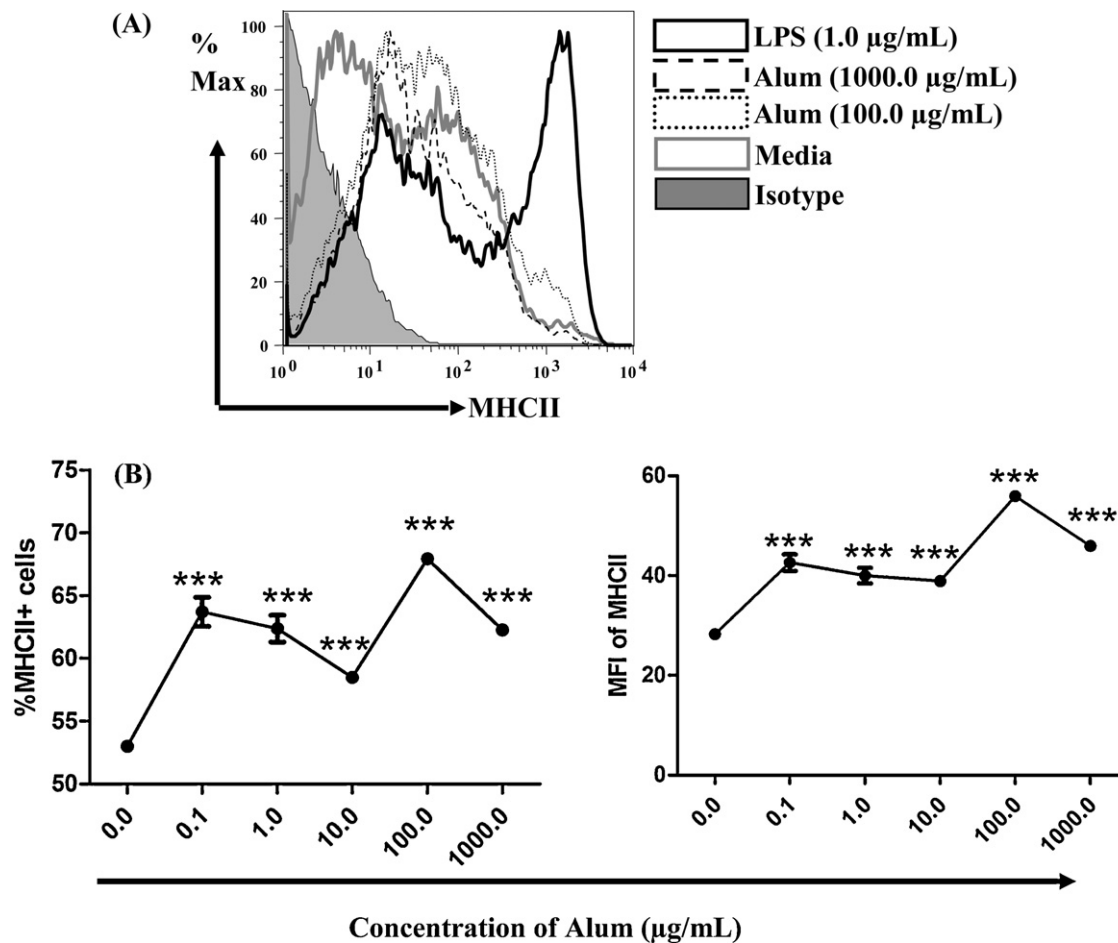 (A)
%
Max
100
80
60
40
20
0
10⁰ 10¹ 10² 10³ 10⁴
MHCII
LPS (1.0 µg/mL)
Alum (1000.0 µg/mL)
Alum (100.0 µg/mL)
Media
Isotype
(B)
%MHCII+ cells
75
70
65
60
55
50
***
***
***
***
***
0.0 0.1 1.0 10.0 100.0 1000.0
MFI of MHCII
60
40
20
0
***
***
***
***
***
0.0 0.1 1.0 10.0 100.0 1000.0
Concentration of Alum (µg/mL)